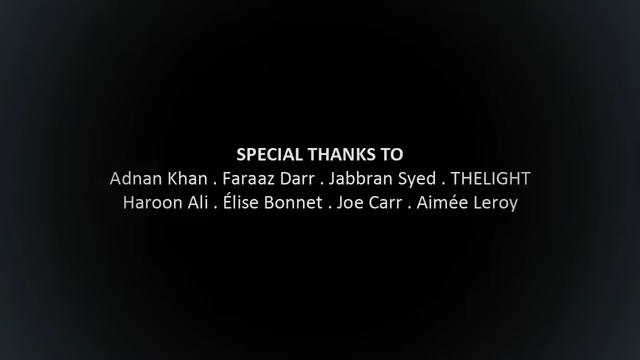 SPECIAL THANKS TO
Adnan Khan . Faraaz Darr . Jabbran Syed . THELIGHT
Haroon Ali . Élise Bonnet . Joe Carr . Aimée Leroy